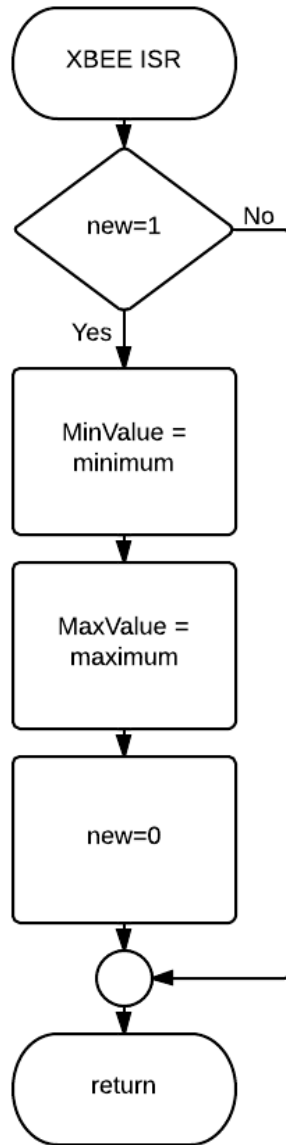 XBEE ISR
new=1
No
Yes
MinValue =
minimum
MaxValue =
maximum
new=0
return